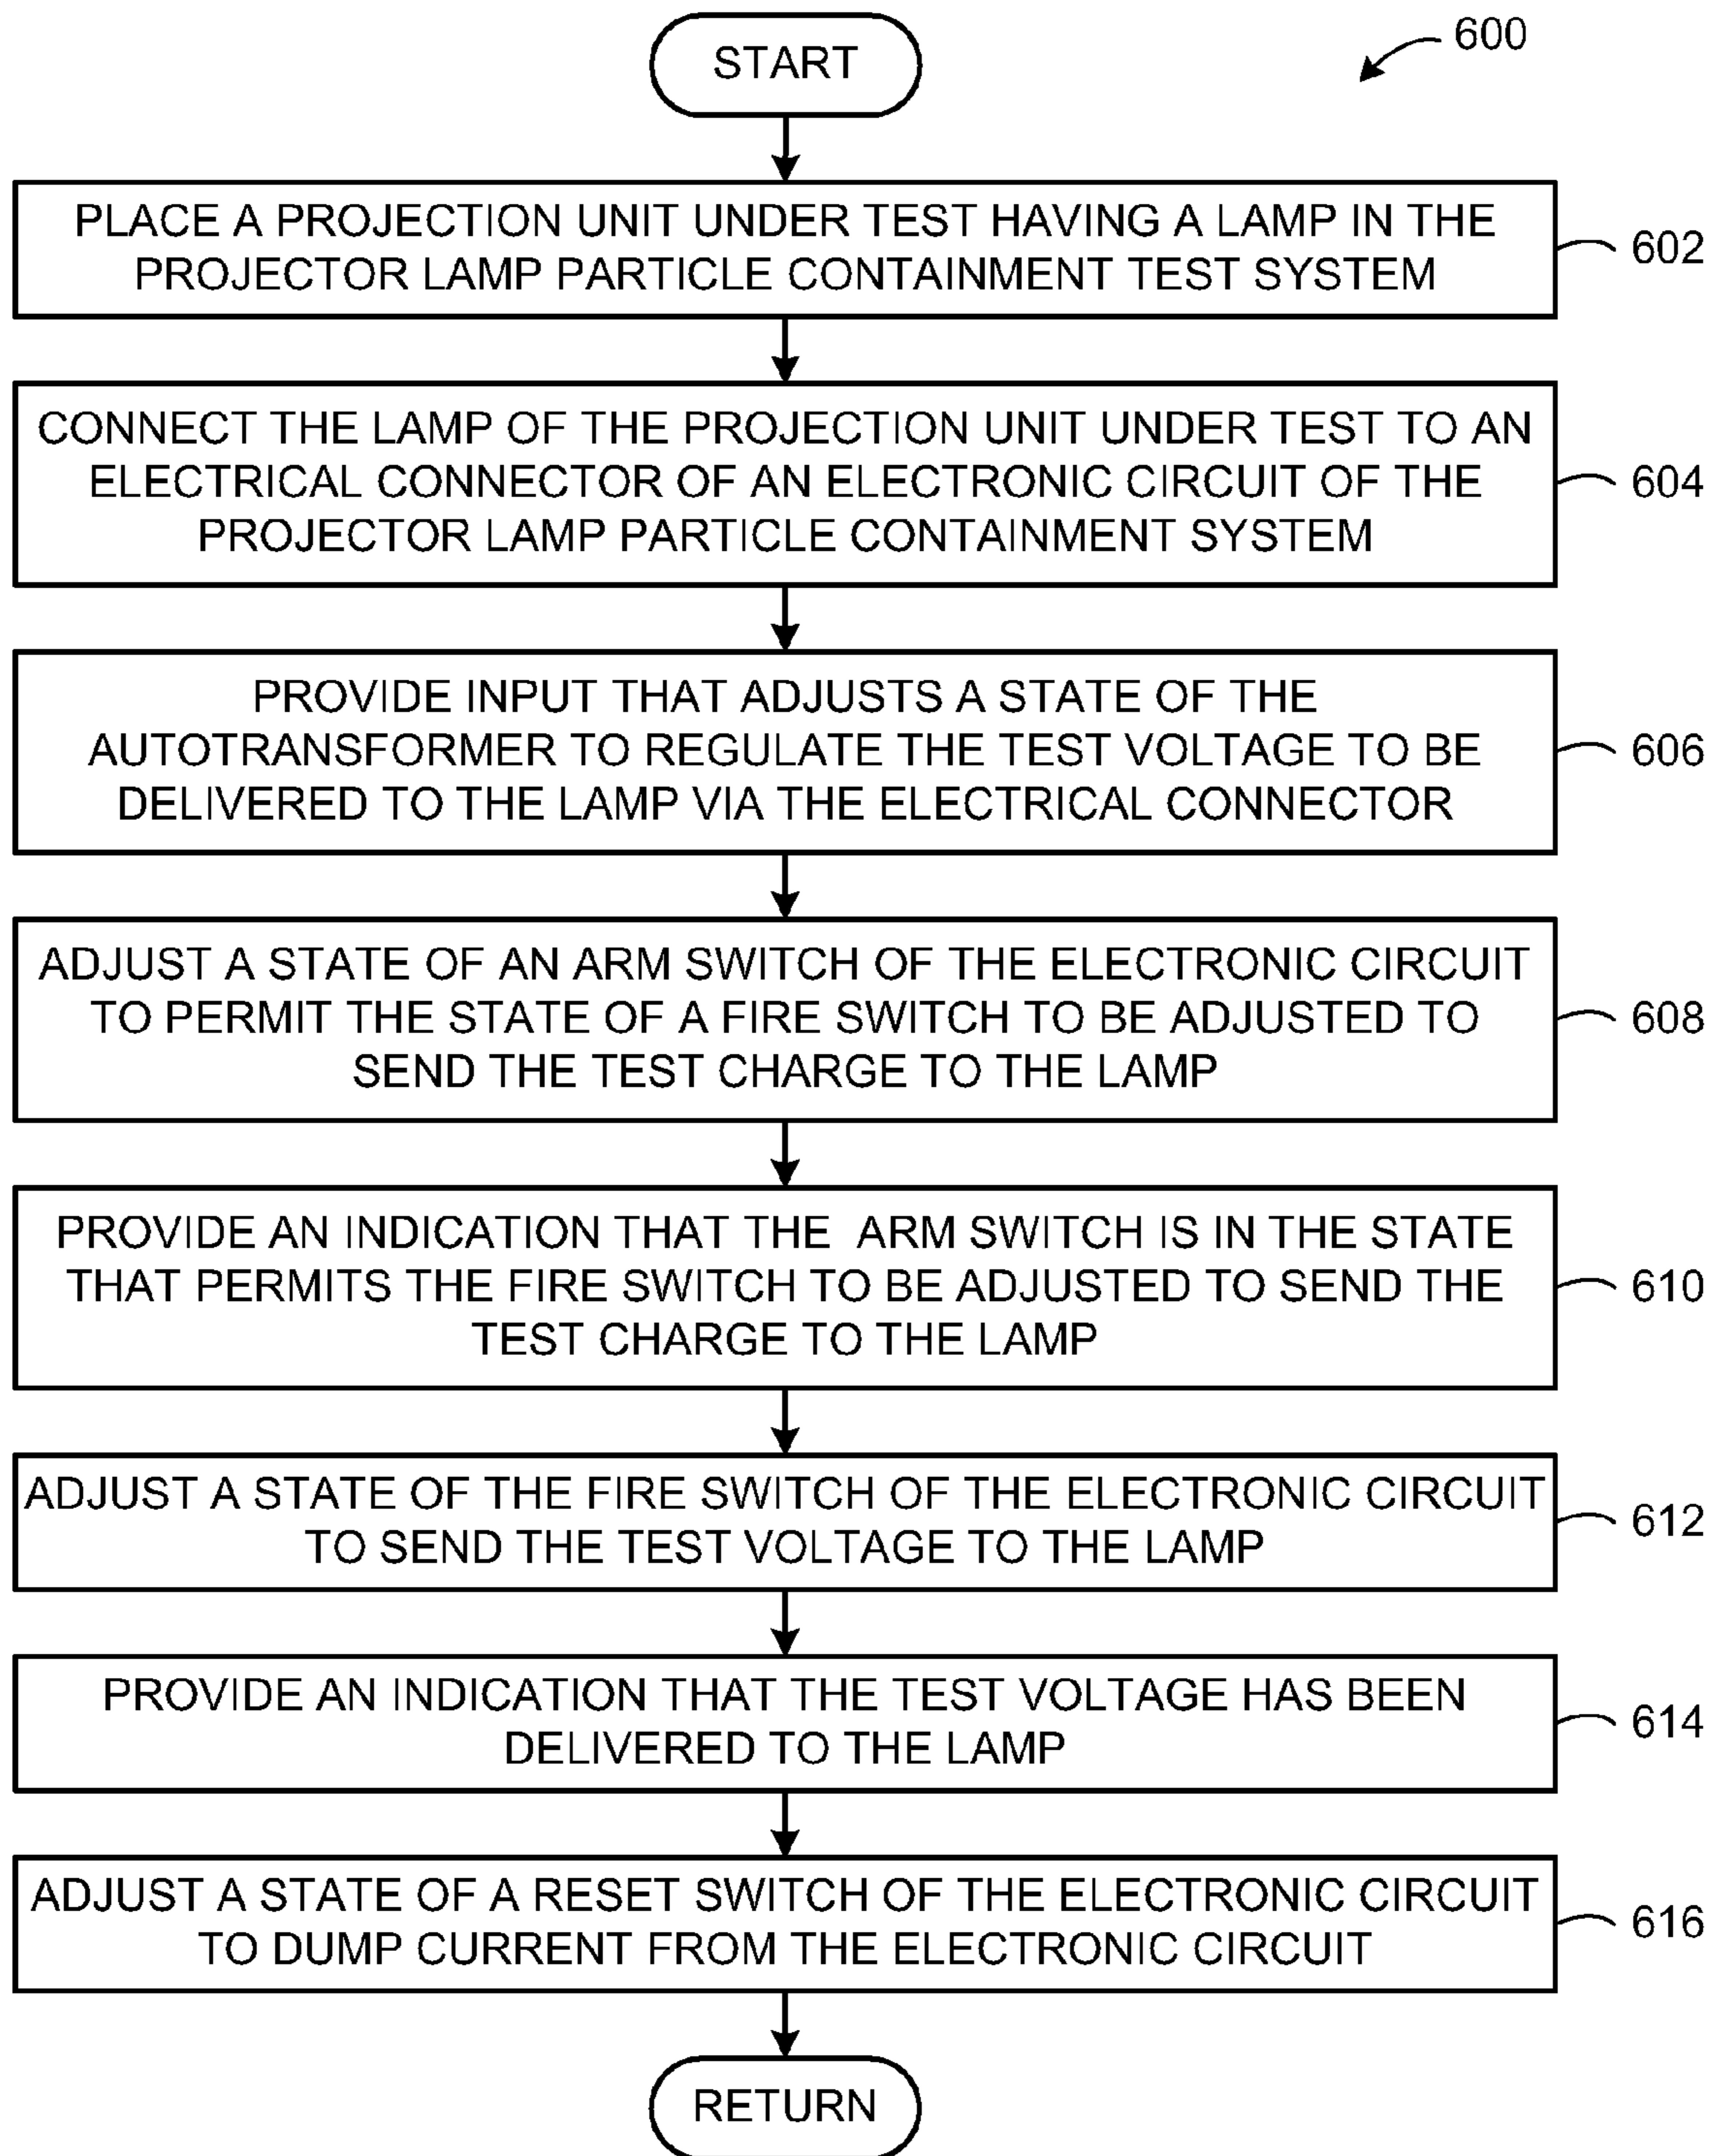 START
600
PLACE A PROJECTION UNIT UNDER TEST HAVING A LAMP IN THE
PROJECTOR LAMP PARTICLE CONTAINMENT TEST SYSTEM
602
CONNECT THE LAMP OF THE PROJECTION UNIT UNDER TEST TO AN
ELECTRICAL CONNECTOR OF AN ELECTRONIC CIRCUIT OF THE
PROJECTOR LAMP PARTICLE CONTAINMENT SYSTEM
604
PROVIDE INPUT THAT ADJUSTS A STATE OF THE
AUTOTRANSFORMER TO REGULATE THE TEST VOLTAGE TO BE
DELIVERED TO THE LAMP VIA THE ELECTRICAL CONNECTOR
606
ADJUST A STATE OF AN ARM SWITCH OF THE ELECTRONIC CIRCUIT
TO PERMIT THE STATE OF A FIRE SWITCH TO BE ADJUSTED TO
SEND THE TEST CHARGE TO THE LAMP
608
PROVIDE AN INDICATION THAT THE ARM SWITCH IS IN THE STATE
THAT PERMITS THE FIRE SWITCH TO BE ADJUSTED TO SEND THE
TEST CHARGE TO THE LAMP
610
ADJUST A STATE OF THE FIRE SWITCH OF THE ELECTRONIC CIRCUIT
TO SEND THE TEST VOLTAGE TO THE LAMP
612
PROVIDE AN INDICATION THAT THE TEST VOLTAGE HAS BEEN
DELIVERED TO THE LAMP
614
ADJUST A STATE OF A RESET SWITCH OF THE ELECTRONIC CIRCUIT
TO DUMP CURRENT FROM THE ELECTRONIC CIRCUIT
616
RETURN